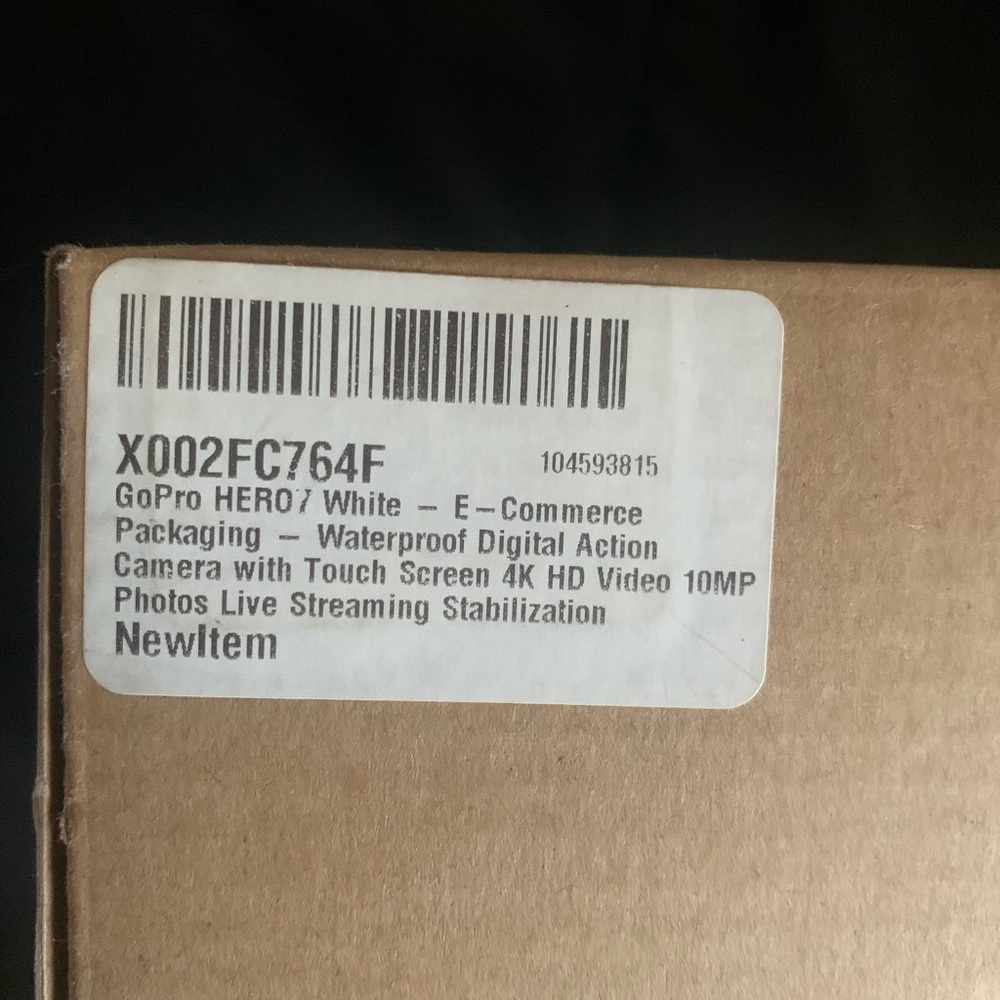 X002FC764F 104593815
GoPro HERO7 White – E–Commerce
Packaging – Waterproof Digital Action
Camera with Touch Screen 4K HD Video 10MP
Photos Live Streaming Stabilization
NewItem